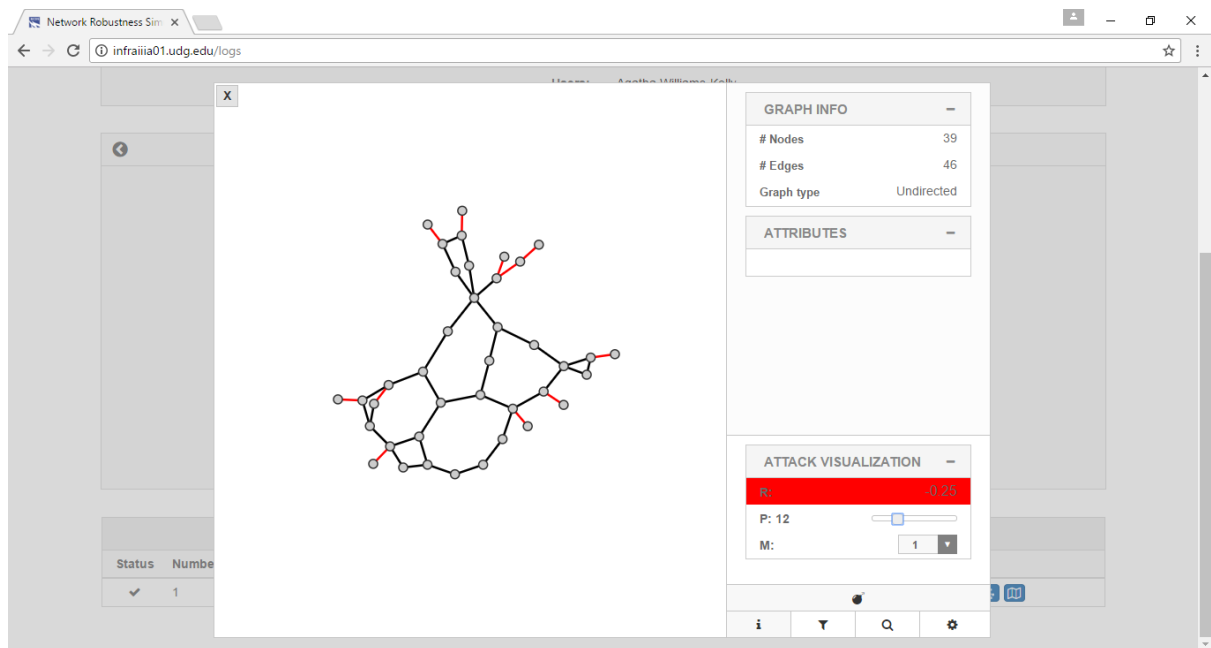 Network Robustness Sim
infraiiia01.udg.edu/logs
X
GRAPH INFO
# Nodes 39
# Edges 46
Graph type Undirected
ATTRIBUTES
ATTACK VISUALIZATION
R: -0.25
P: 12
M: 1
Status Numbe
1
i